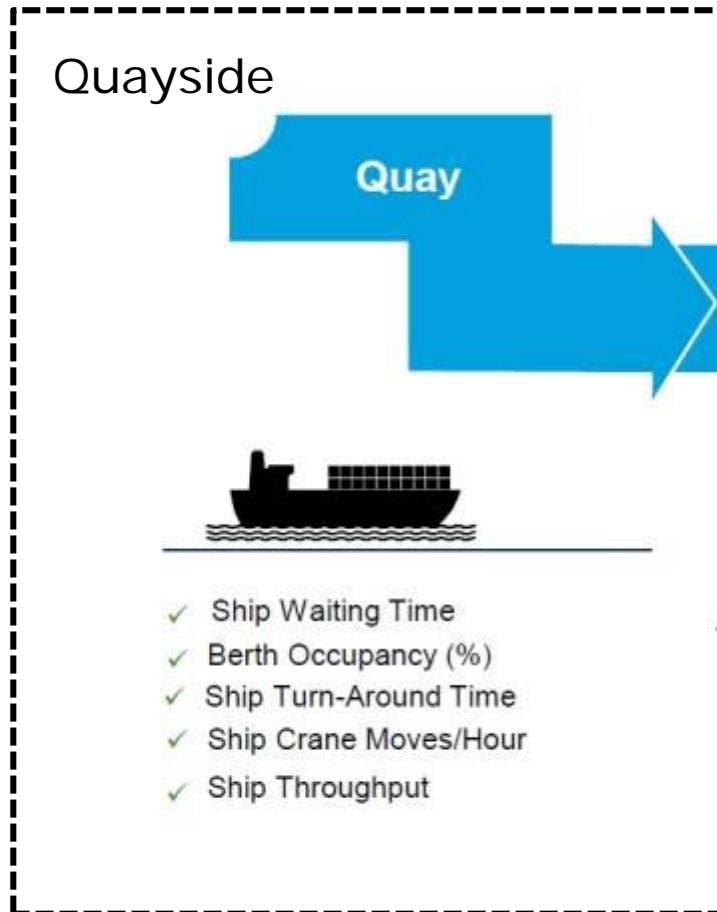 Quayside
Quay
Ship Waiting Time
Berth Occupancy (%)
Ship Turn-Around Time
Ship Crane Moves/Hour
Ship Throughput